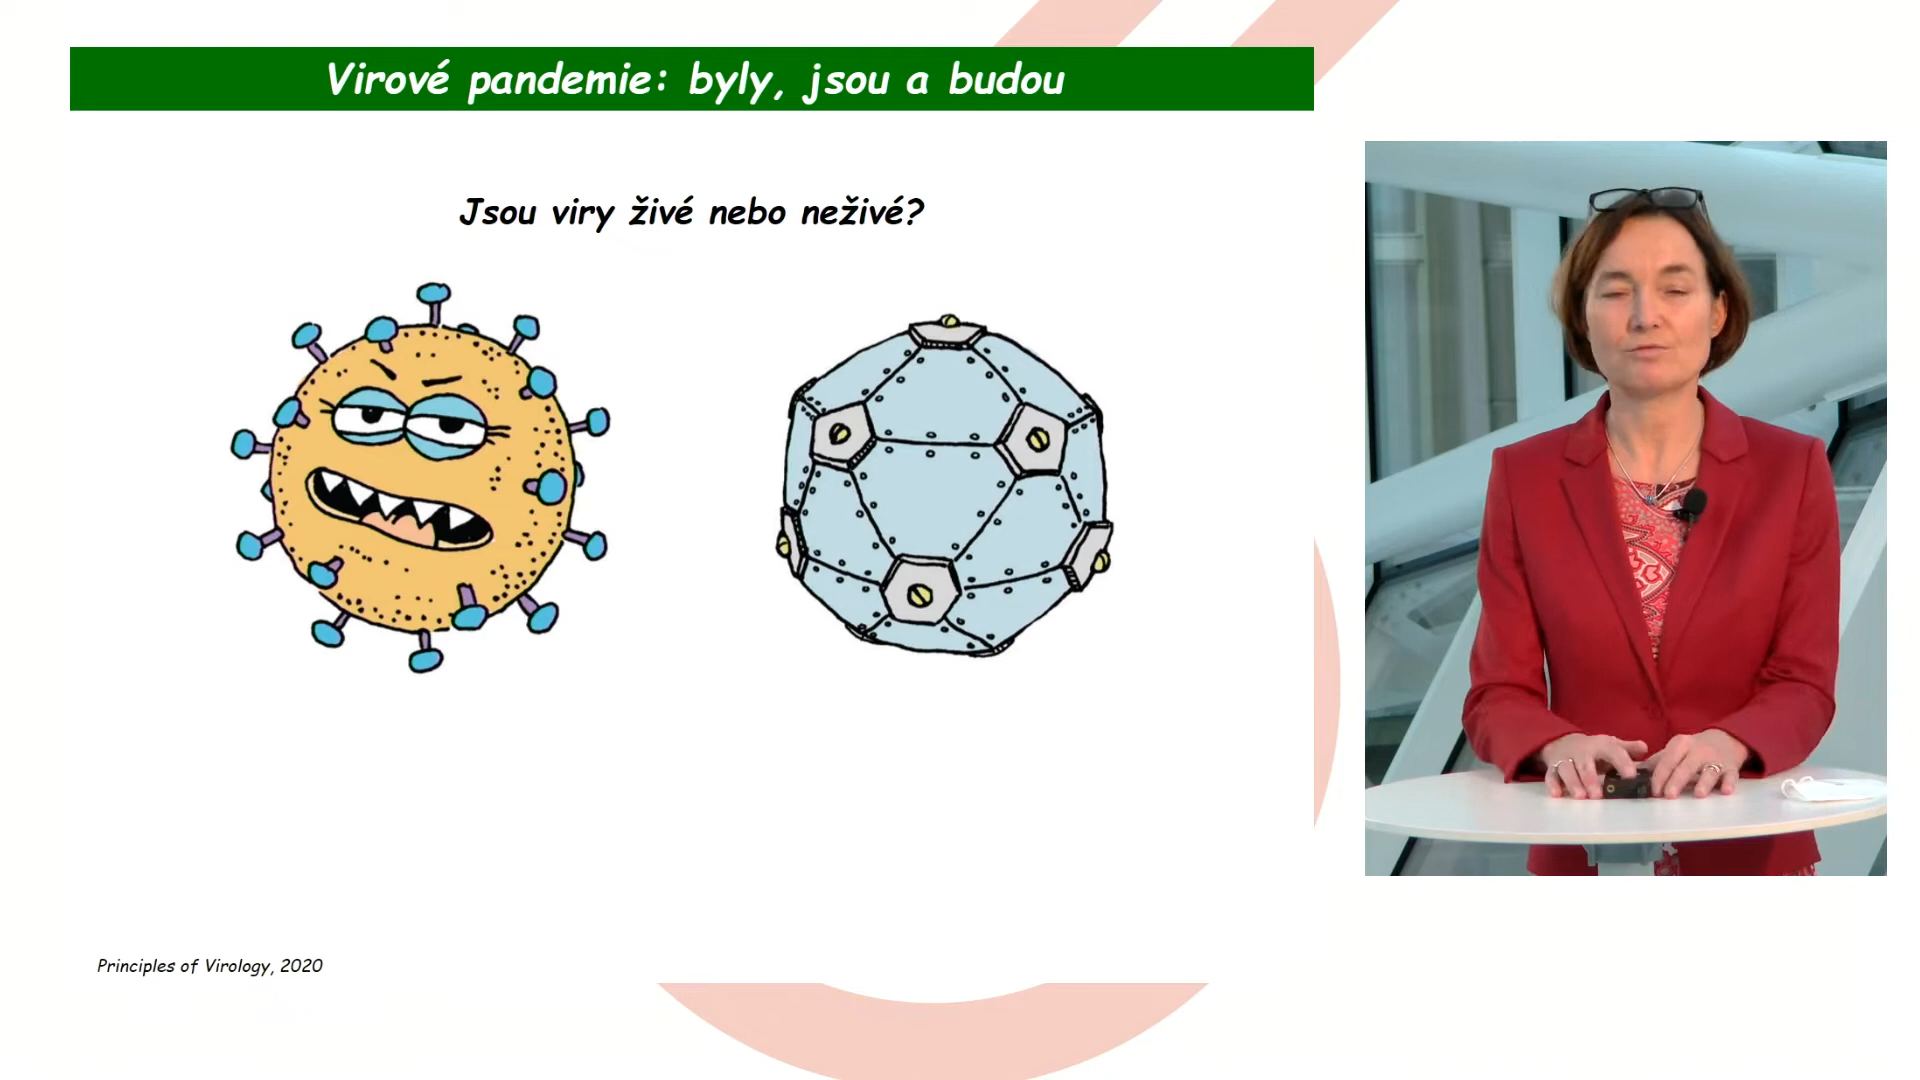 Virové pandemie: byly, jsou a budou
Jsou viry živé nebo neživé?
Principles of Virology, 2020